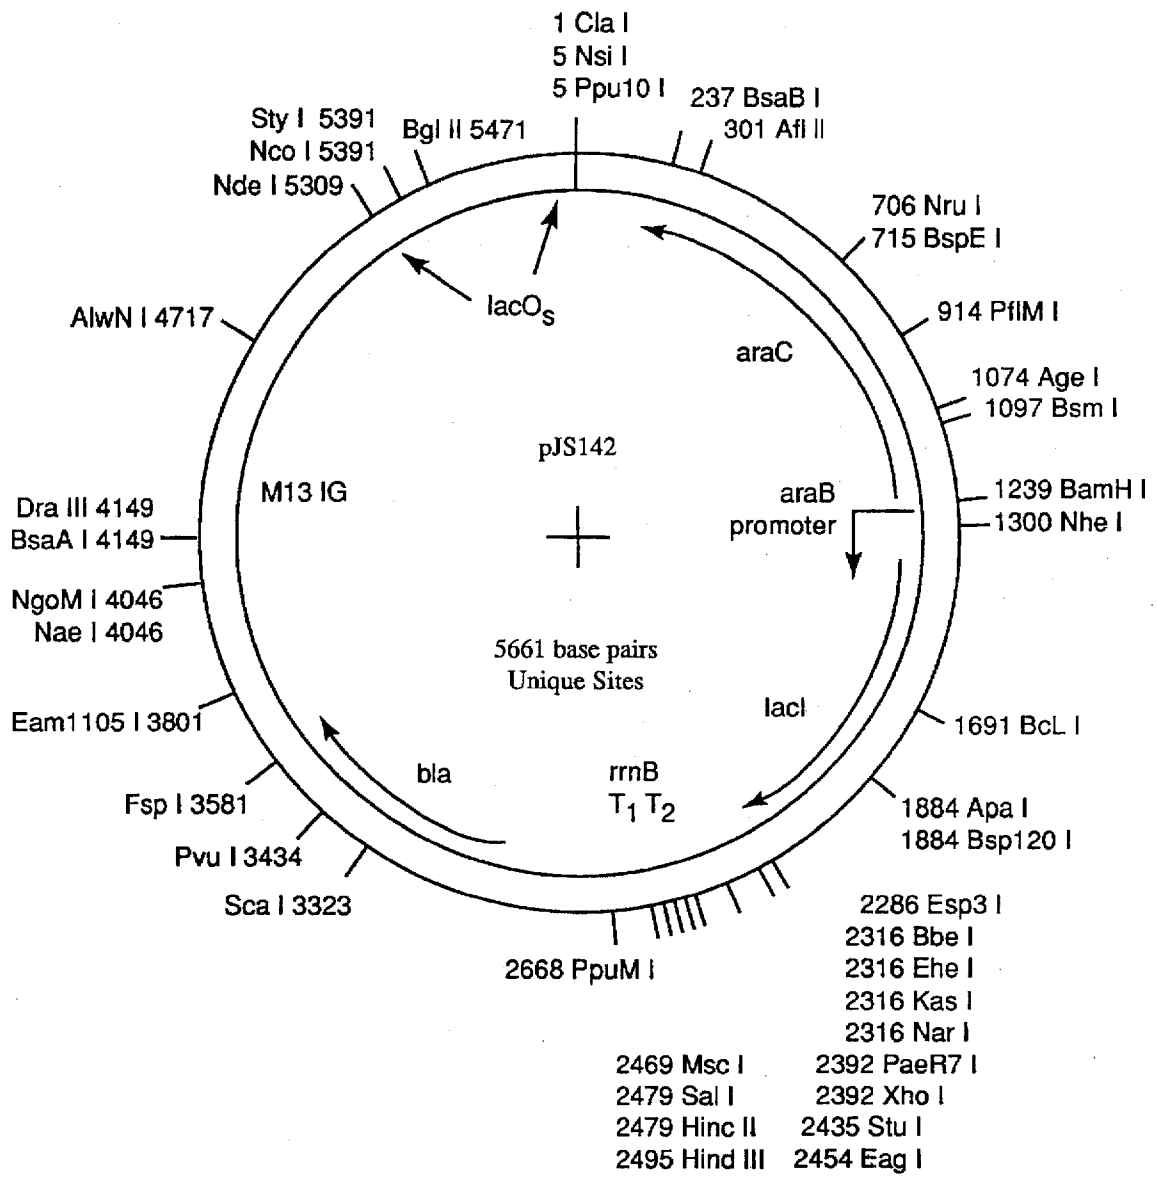 1 Cla I
5 Nsi I
5 Ppu10 I
237 BsaB I
301 Afl II
706 Nru I
715 BspE I
914 PflM I
1074 Age I
1097 Bsm I
1239 BamH I
1300 Nhe I
1691 BcL I
1884 Apa I
1884 Bsp120 I
2286 Esp3 I
2316 Bbe I
2316 Ehe I
2316 Kas I
2316 Nar I
2392 PaeR7 I
2392 Xho I
2435 Stu I
2454 Eag I
2469 Msc I
2479 Sal I
2479 Hinc II
2495 Hind III
2668 PpuM I
Sca I 3323
Pvu I 3434
Fsp I 3581
Eam1105 I 3801
NgoM I 4046
Nae I 4046
Dra III 4149
BsaA I 4149
AlwN I 4717
Nde I 5309
Sty I 5391
Nco I 5391
Bgl II 5471
lacOs
araC
pJS142
M13 IG
araB
promoter
5661 base pairs
Unique Sites
lacI
bla
rrnB
T1 T2